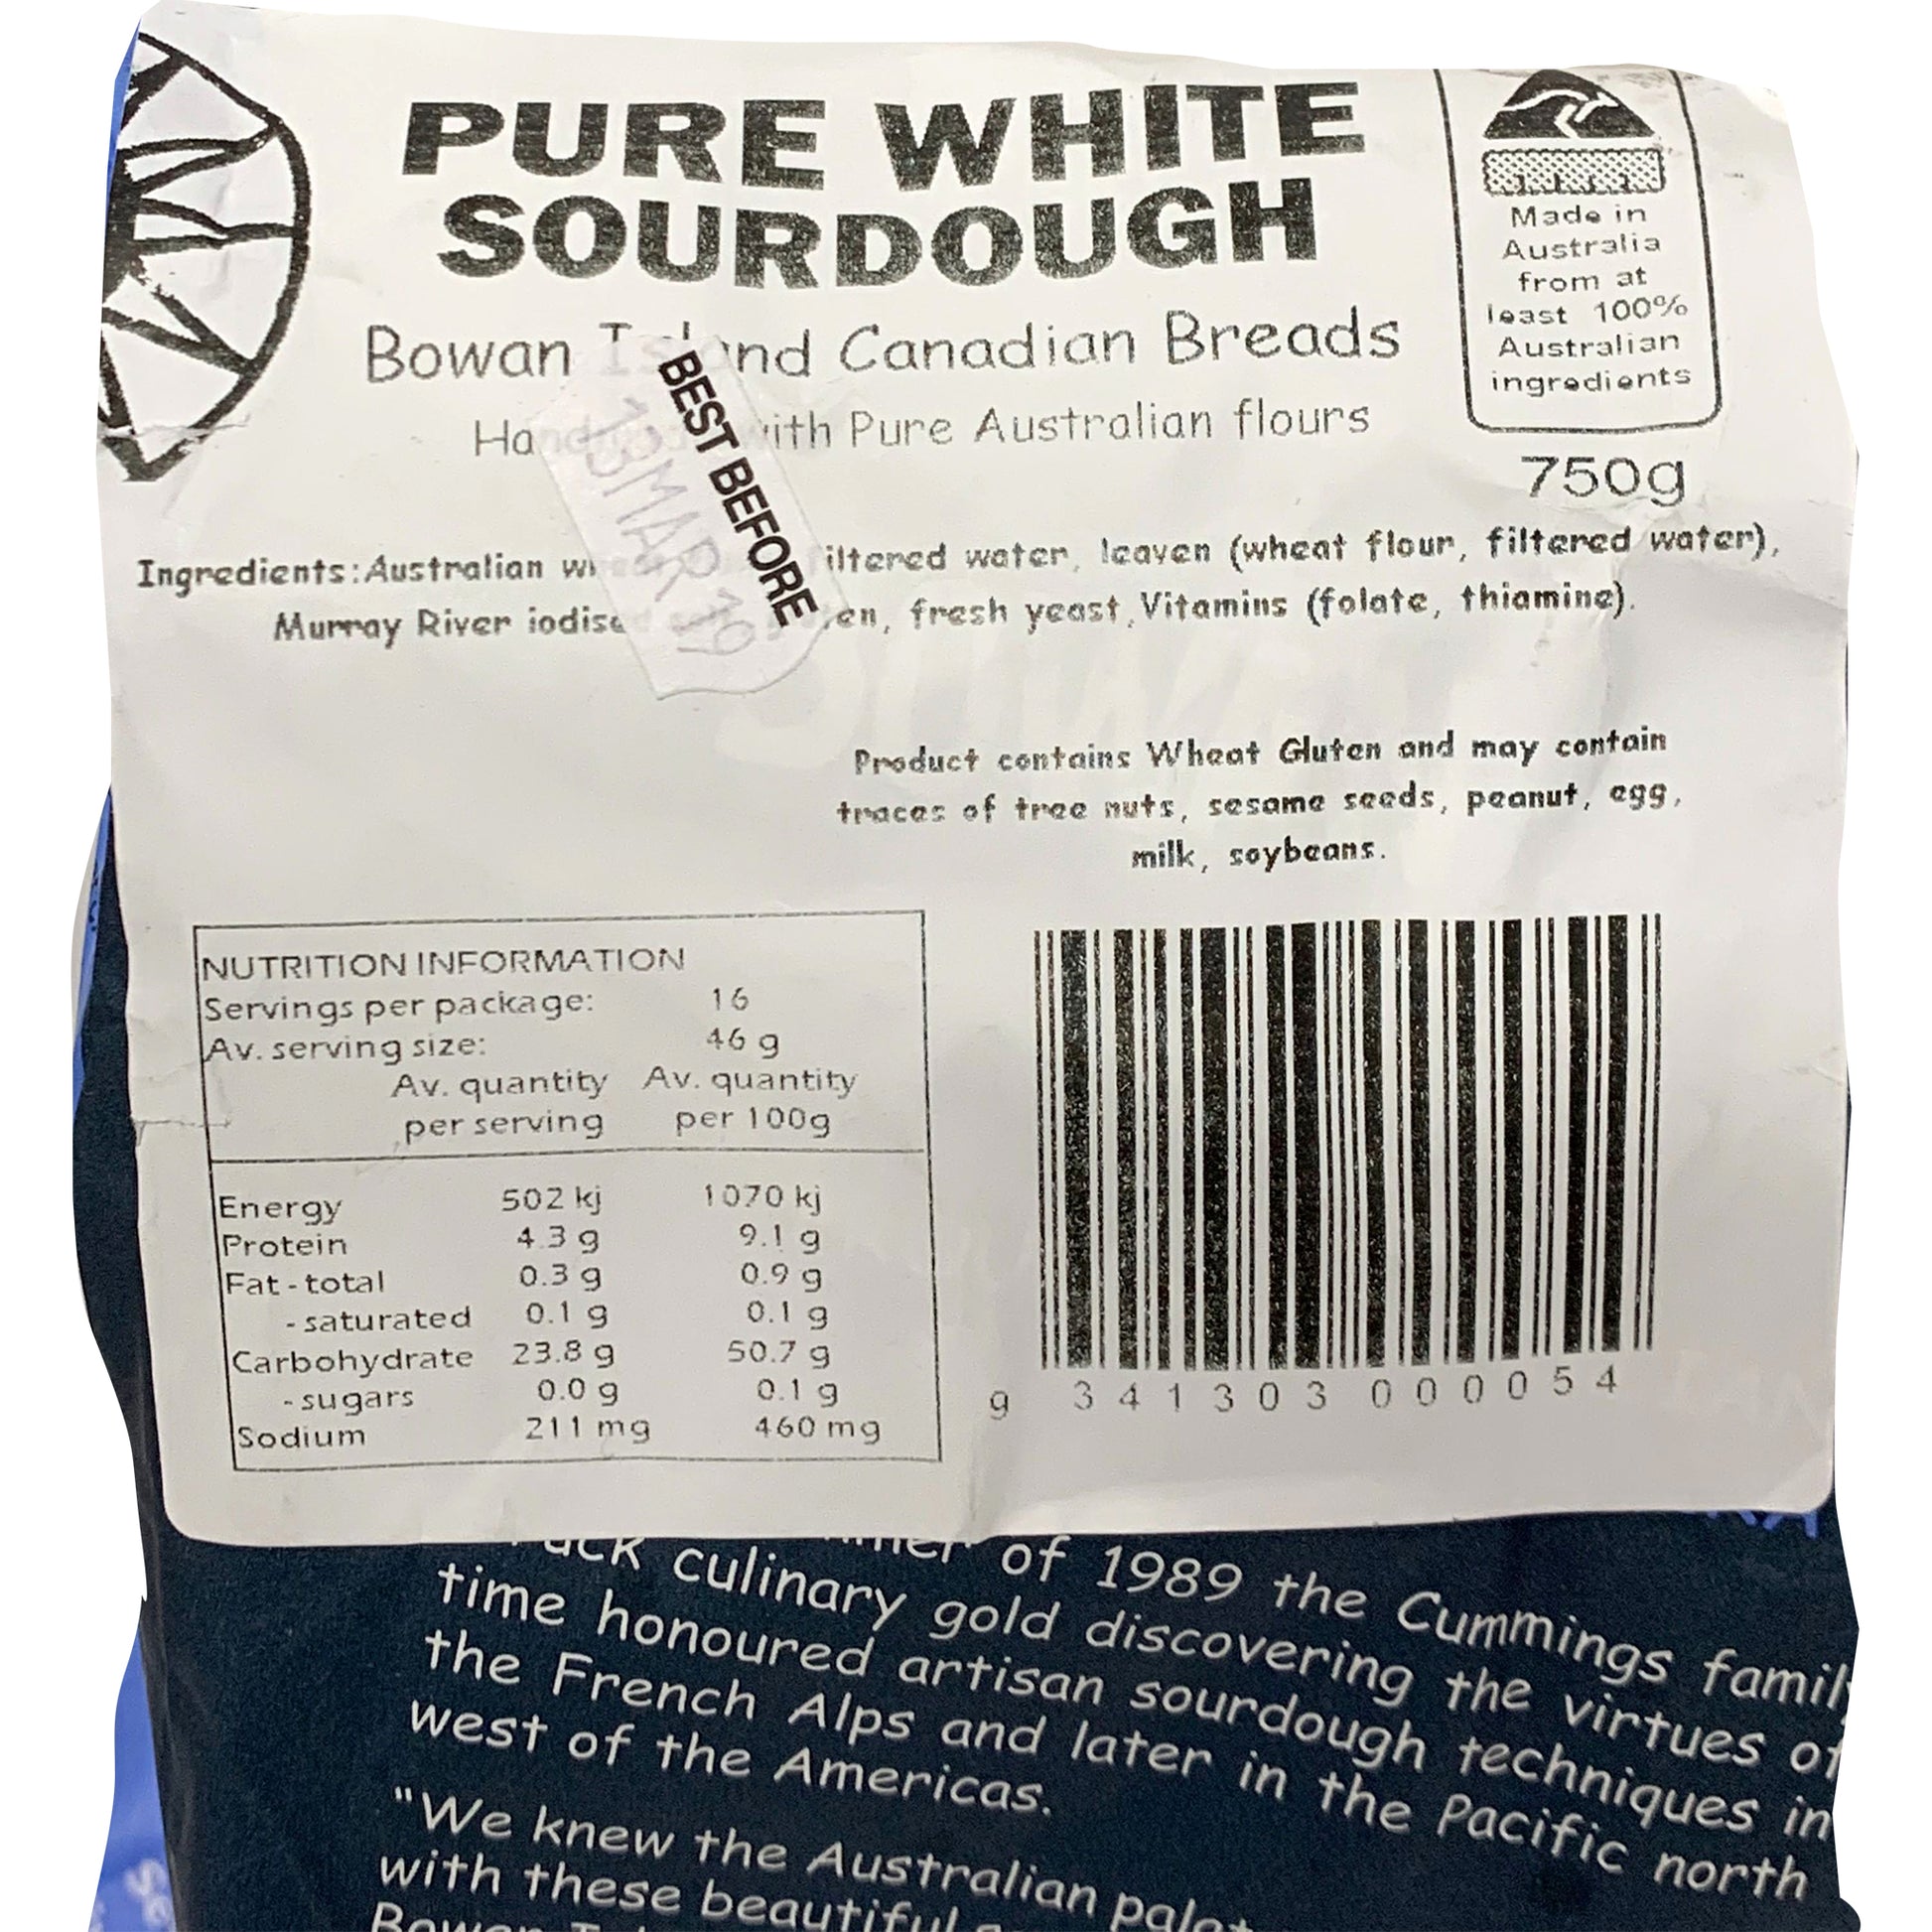 PURE WHITE
SOURDOUGH
Bowan Island Canadian Breads
with Pure Australian flours
Made in
Australia
from at
least 100%
Australian
ingredients
750g
BEST BEFORE
13 MAR 19
Ingredients: Australian filtered water, leaven (wheat flour, filtered water),
Murray River iodised fresh yeast, Vitamins (folate, thiamine).
Product contains Wheat Gluten and may contain
traces of tree nuts, sesame seeds, peanut, egg,
milk, soybeans.
NUTRITION INFORMATION
Servings per package: 16
Av. serving size: 46 g
Av. quantity Av. quantity
per serving per 100g
Energy 502 kj 1070 kj
Protein 4.3 g 9.1 g
Fat - total 0.3 g 0.9 g
- saturated 0.1 g 0.1 g
Carbohydrate 23.8 g 50.7 g
- sugars 0.0 g 0.1 g
Sodium 211 mg 460 mg
9 341303 000054
of 1989 the Cummings
culinary gold discovering the virtues of
time honoured artisan sourdough techniques in
the French Alps and later in the Pacific north
west of the Americas.
"We knew the Australian
with these beautiful